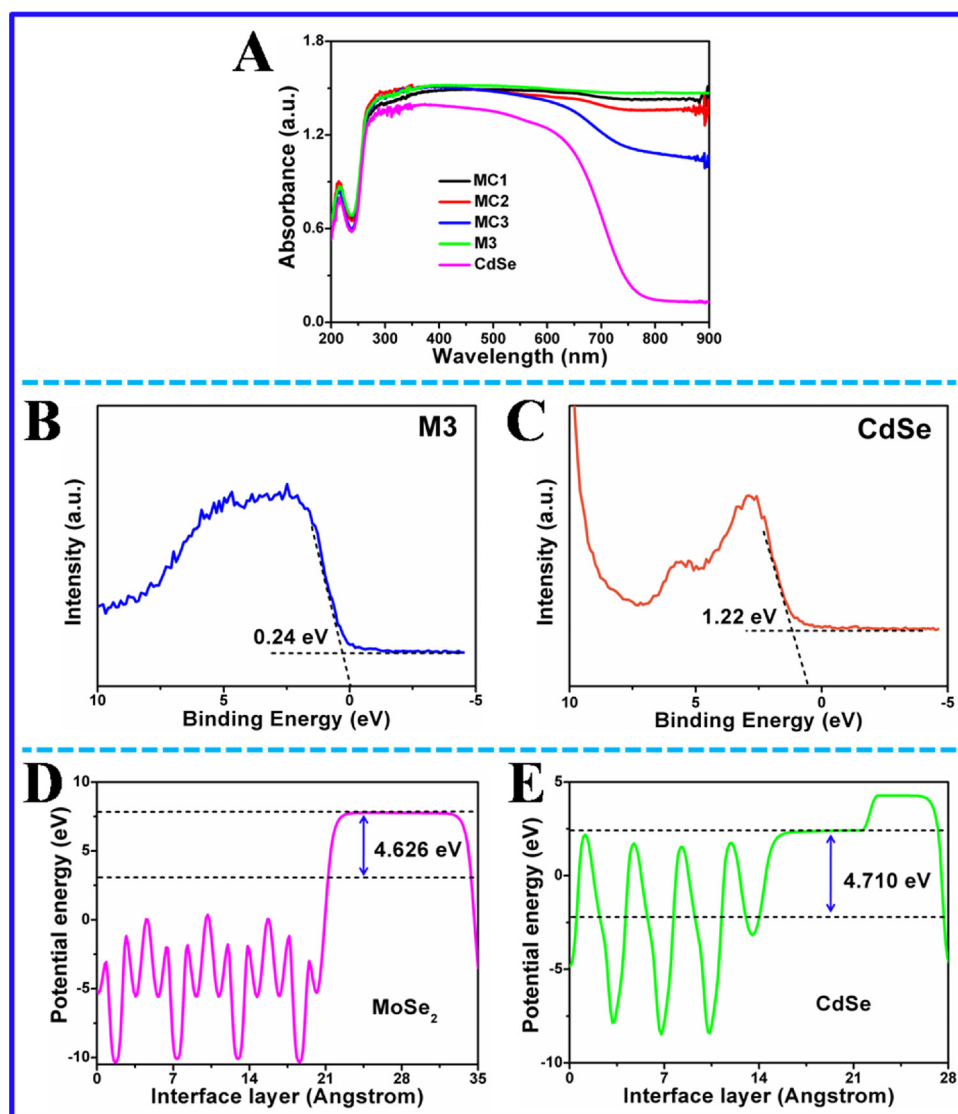 A
1.8
1.2
0.6
0.0
Absorbance (a.u.)
MC1
MC2
MC3
M3
CdSe
200 300 400 500 600 700 800 900
Wavelength (nm)
B
M3
Intensity (a.u.)
0.24 eV
10 5 0 -5
Binding Energy (eV)
C
CdSe
Intensity (a.u.)
1.22 eV
10 5 0 -5
Binding Energy (eV)
D
10
5
0
-5
-10
Potential energy (eV)
4.626 eV
MoSe₂
0 7 14 21 28 35
Interface layer (Angstrom)
E
5
0
-5
-10
Potential energy (eV)
4.710 eV
CdSe
0 7 14 21 28
Interface layer (Angstrom)